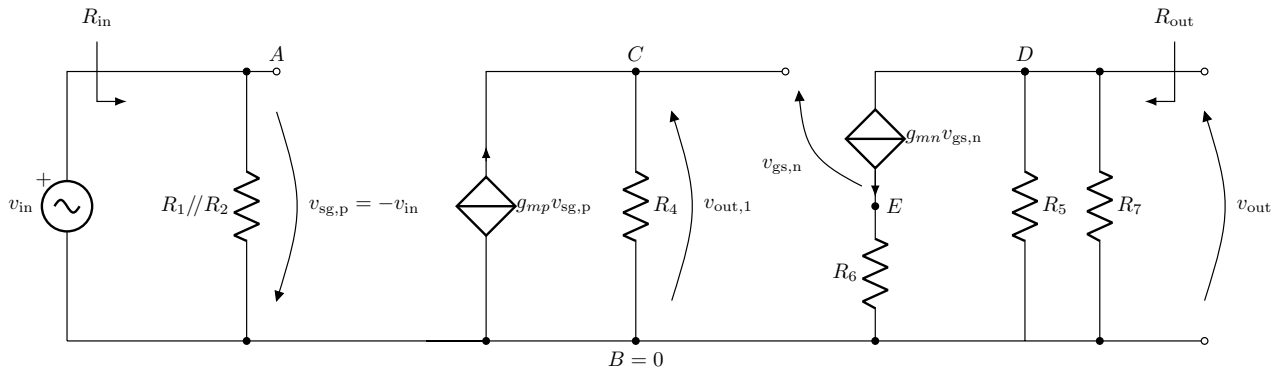 R_in
R_out
A
C
D
+
v_in
R_1//R_2
v_sg,p = −v_in
g_mp v_sg,p
R_4
v_out,1
v_gs,n
g_mn v_gs,n
E
R_6
R_5
R_7
v_out
B = 0